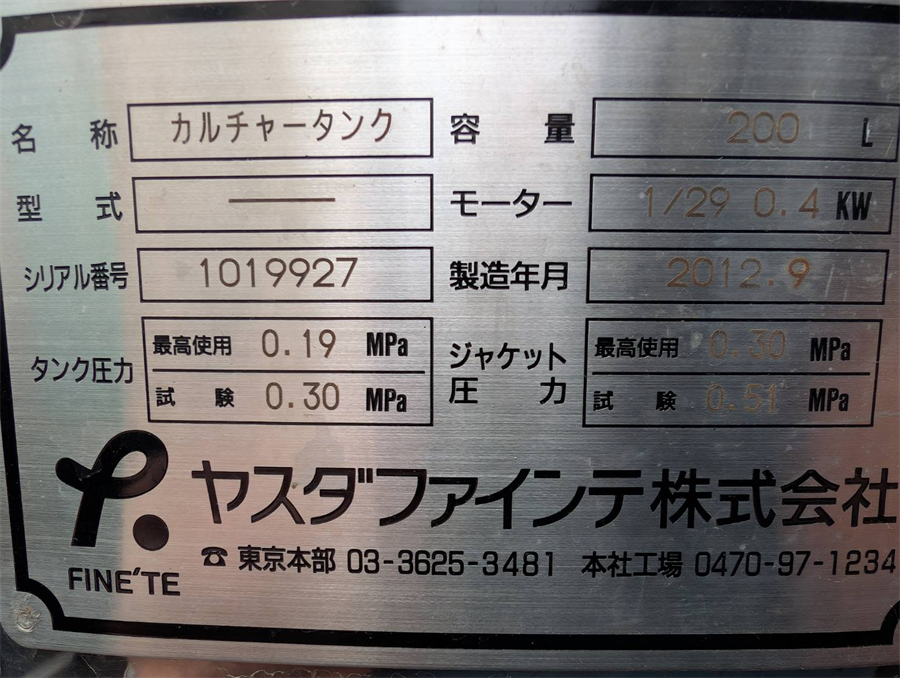 名称 カルチャータンク 容量 200 L
型式 ——— モーター 1/29 0.4 KW
シリアル番号 1019927 製造年月 2012.9
タンク圧力 最高使用 0.19 MPa ジャケット圧力 最高使用 0.30 MPa
試験 0.30 MPa 試験 0.51 MPa
ヤスダファインテ株式会社
FINE'TE ☎東京本部 03-3625-3481 本社工場 0470-97-1234